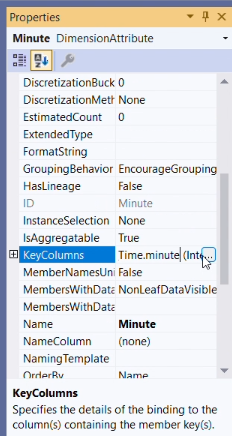 Properties
Minute DimensionAttribute
DiscretizationBuck 0
DiscretizationMeth None
EstimatedCount 0
ExtendedType
FormatString
GroupingBehavior EncourageGrouping
HasLineage False
ID Minute
InstanceSelection None
IsAggregatable True
KeyColumns Time.minute (Inte ...
MemberNamesUni False
MembersWithData NonLeafDataVisible
MembersWithData
Name Minute
NameColumn (none)
NamingTemplate
OrderBy Name
KeyColumns
Specifies the details of the binding to the
column(s) containing the member key(s).